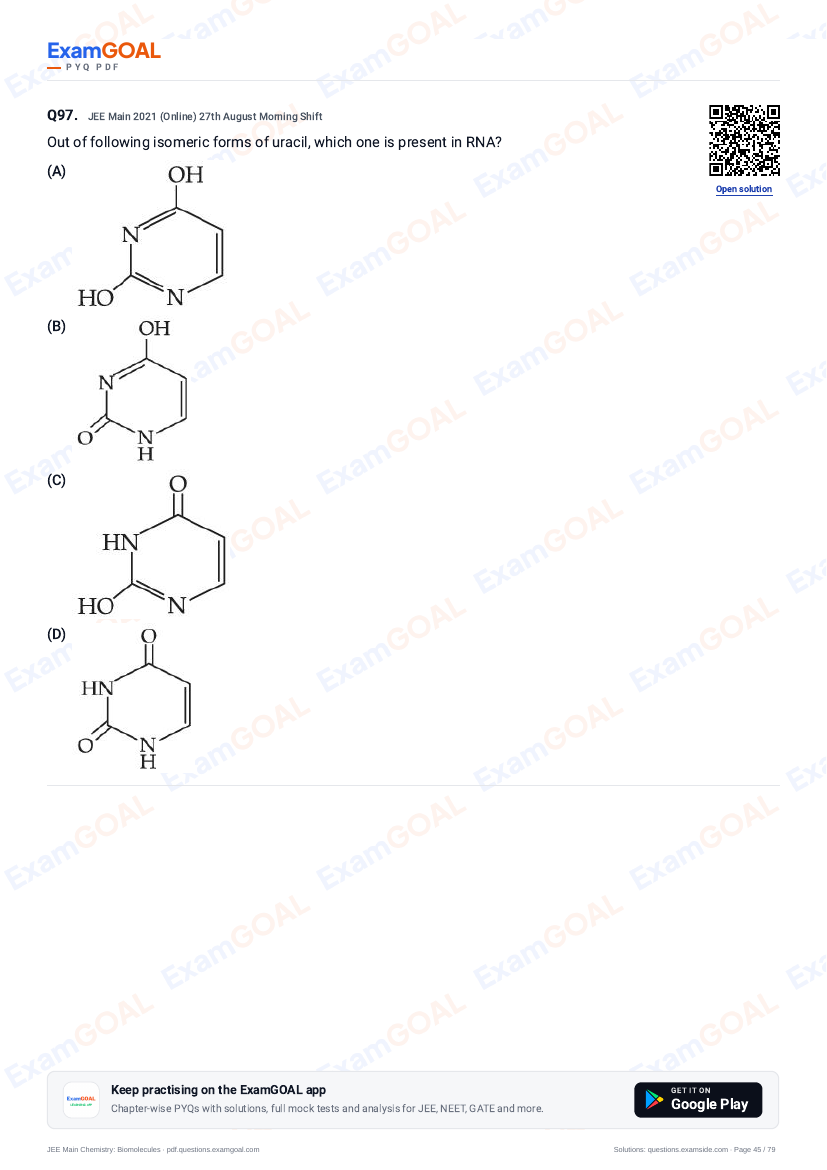 ExamGOAL
PYQ PDF
Q97. JEE Main 2021 (Online) 27th August Morning Shift
Out of following isomeric forms of uracil, which one is present in RNA?
Open solution
(A)
OH
N
HO N
(B)
OH
N
O N
H
(C)
O
HN
HO N
(D)
O
HN
O N
H
Keep practising on the ExamGOAL app
Chapter-wise PYQs with solutions, full mock tests and analysis for JEE, NEET, GATE and more.
GET IT ON
Google Play
JEE Main Chemistry: Biomolecules · pdf.questions.examgoal.com
Solutions: questions.examside.com · Page 45 / 79